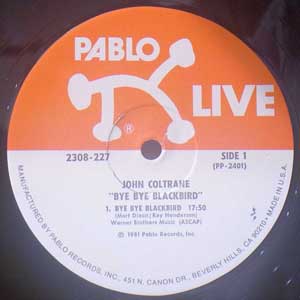 PABLO
LIVE
®
2308-227
SIDE 1
(PP-2401)
JOHN COLTRANE
"BYE BYE BLACKBIRD"
1. BYE BYE BLACKBIRD 17:50
(Mort Dixon; Ray Henderson)
Warner Brothers Music (ASCAP)
℗ 1981 Pablo Records, Inc.
MANUFACTURED BY PABLO RECORDS, INC., 451 N. CANON DR., BEVERLY HILLS, CA 90210 • MADE IN U.S.A.